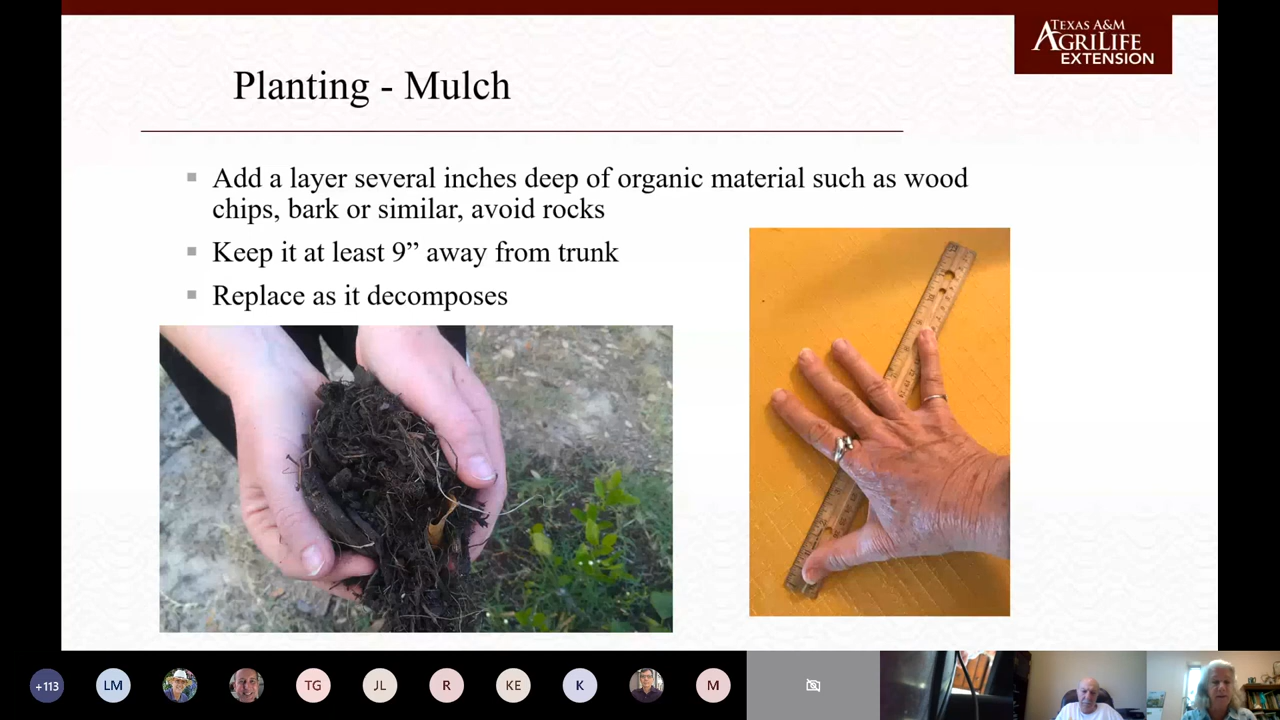 TEXAS A&M
AGRILIFE
EXTENSION
Planting - Mulch
Add a layer several inches deep of organic material such as wood
chips, bark or similar, avoid rocks
Keep it at least 9” away from trunk
Replace as it decomposes
+113
LM
TG
JL
R
KE
K
M